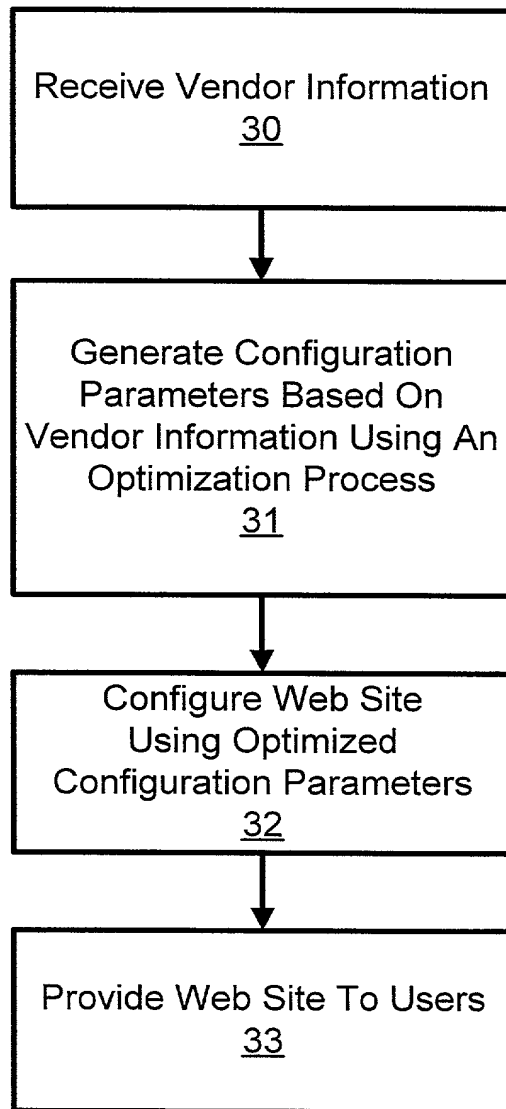 Receive Vendor Information
30
Generate Configuration
Parameters Based On
Vendor Information Using An
Optimization Process
31
Configure Web Site
Using Optimized
Configuration Parameters
32
Provide Web Site To Users
33